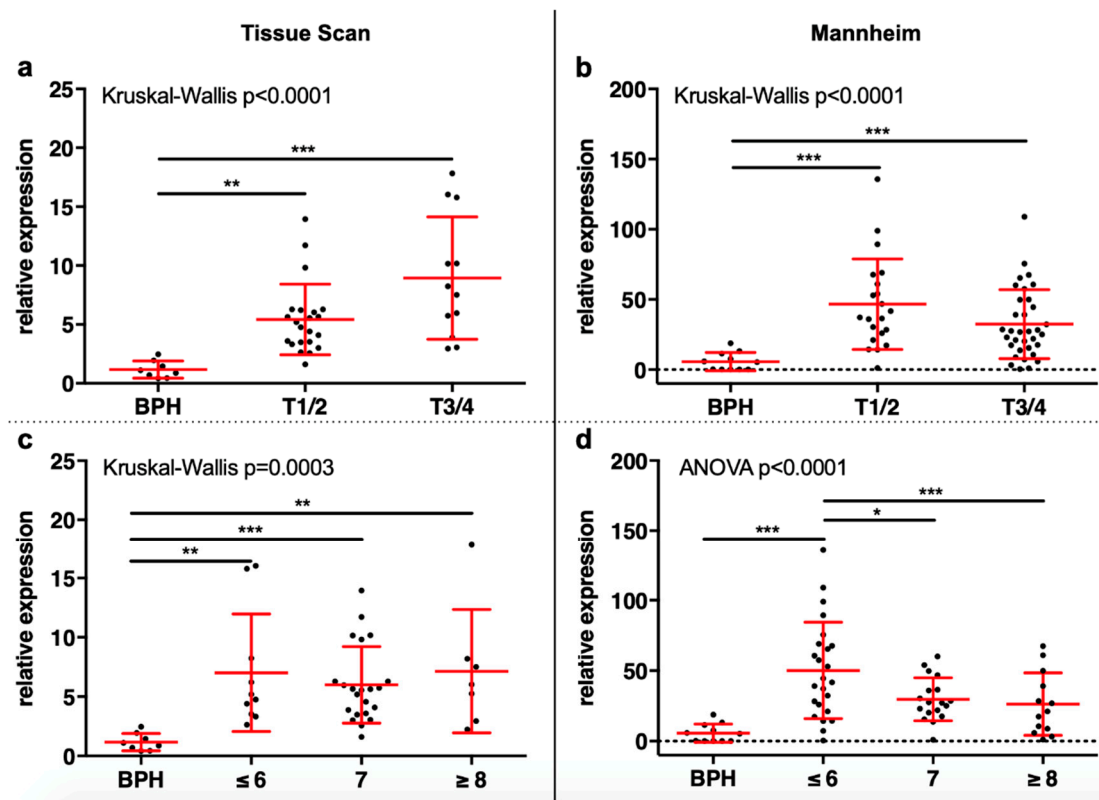 Tissue Scan
Mannheim
a
Kruskal-Wallis p<0.0001
relative expression
25
20
15
10
5
0
***
**
BPH T1/2 T3/4
b
Kruskal-Wallis p<0.0001
relative expression
200
150
100
50
0
***
***
BPH T1/2 T3/4
c
Kruskal-Wallis p=0.0003
relative expression
25
20
15
10
5
0
**
***
**
BPH ≤ 6 7 ≥ 8
d
ANOVA p<0.0001
relative expression
200
150
100
50
0
***
*
***
BPH ≤ 6 7 ≥ 8